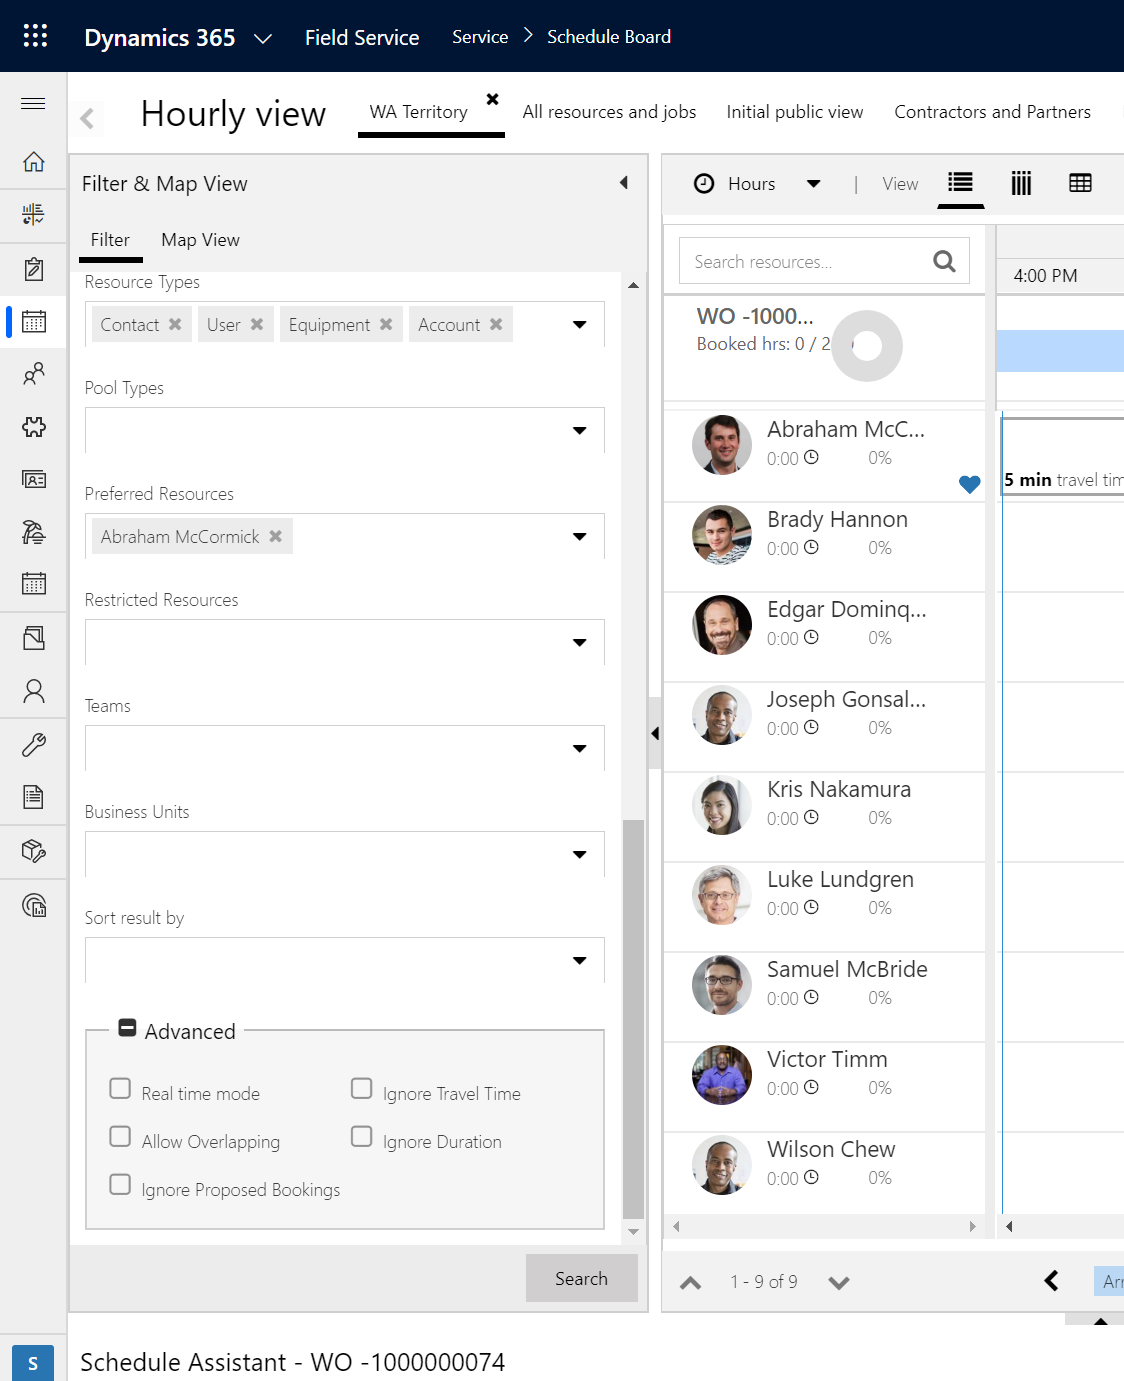 Dynamics 365
Field Service
Service
Schedule Board
Hourly view
WA Territory
All resources and jobs
Initial public view
Contractors and Partners
Filter & Map View
Filter
Map View
Resource Types
Contact
User
Equipment
Account
Pool Types
Preferred Resources
Abraham McCormick
Restricted Resources
Teams
Business Units
Sort result by
Advanced
Real time mode
Ignore Travel Time
Allow Overlapping
Ignore Duration
Ignore Proposed Bookings
Search
Hours
View
Search resources...
4:00 PM
WO -1000...
Booked hrs: 0 / 2
Abraham McC...
0:00
0%
5 min travel tim
Brady Hannon
0:00
0%
Edgar Dominq...
0:00
0%
Joseph Gonsal...
0:00
0%
Kris Nakamura
0:00
0%
Luke Lundgren
0:00
0%
Samuel McBride
0:00
0%
Victor Timm
0:00
0%
Wilson Chew
0:00
0%
1 - 9 of 9
Arr
S
Schedule Assistant - WO -1000000074